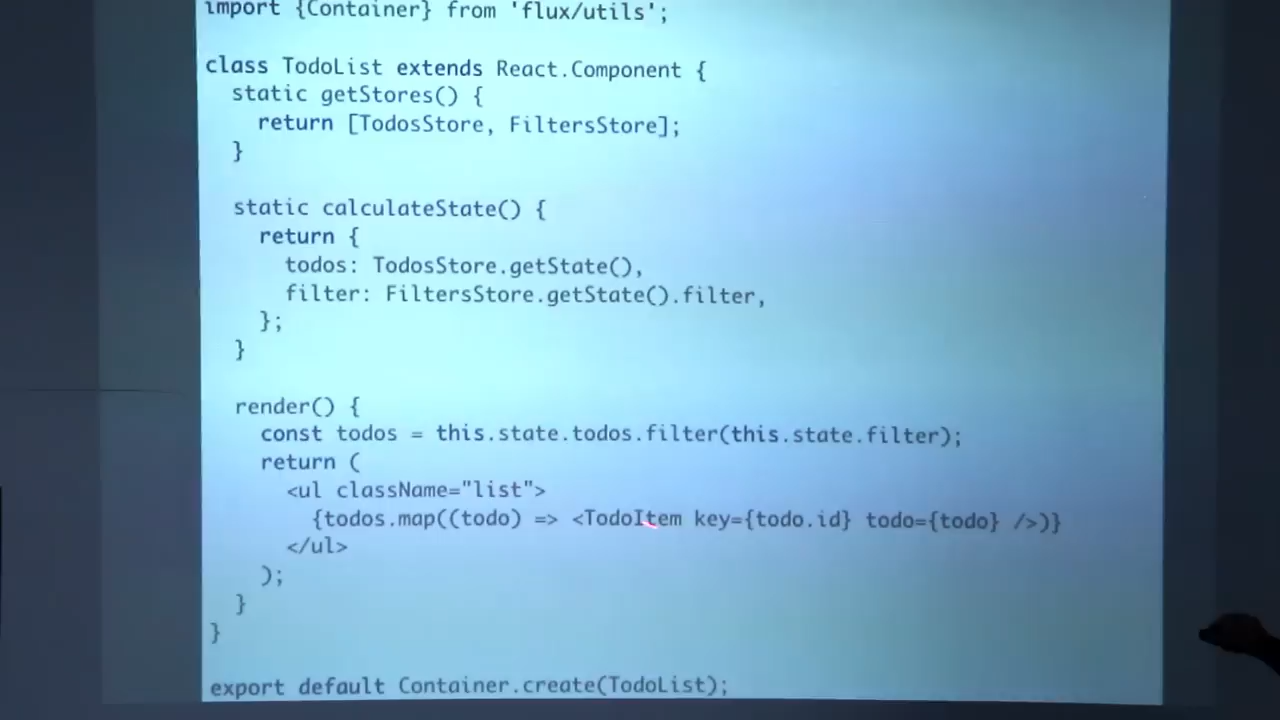 import {Container} from 'flux/utils';
class TodoList extends React.Component {
static getStores() {
return [TodosStore, FiltersStore];
}
static calculateState() {
return {
todos: TodosStore.getState(),
filter: FiltersStore.getState().filter,
};
}
render() {
const todos = this.state.todos.filter(this.state.filter);
return (
<ul className="list">
{todos.map((todo) => <TodoItem key={todo.id} todo={todo} />)}
</ul>
);
}
}
export default Container.create(TodoList);